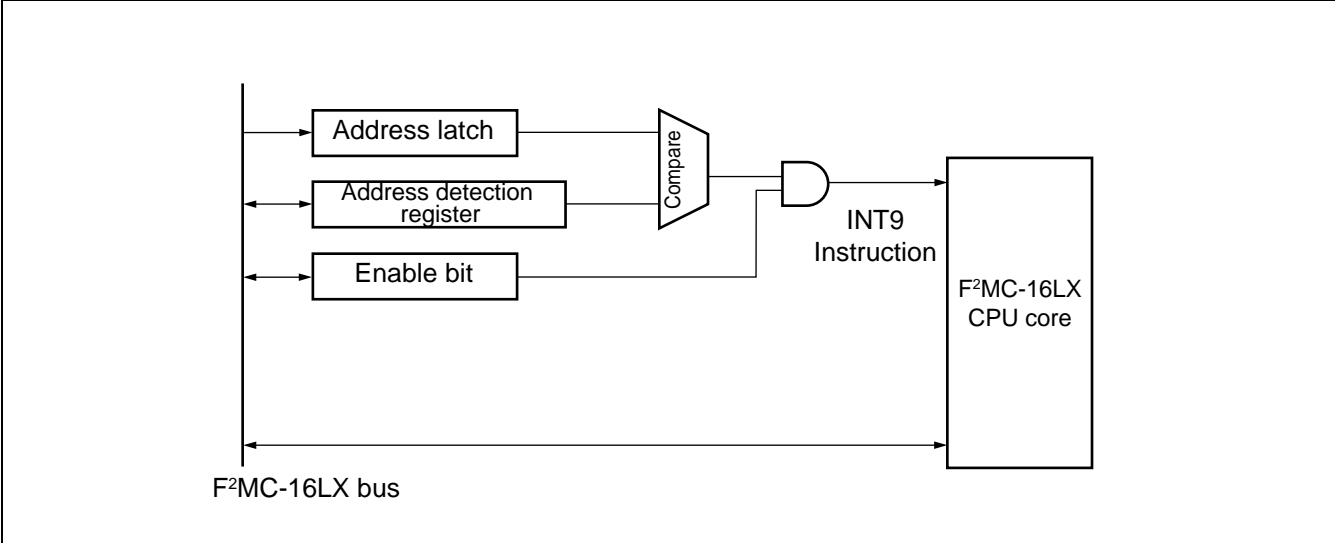 Address latch
Address detection
register
Enable bit
Compare
INT9
Instruction
F²MC-16LX
CPU core
F²MC-16LX bus